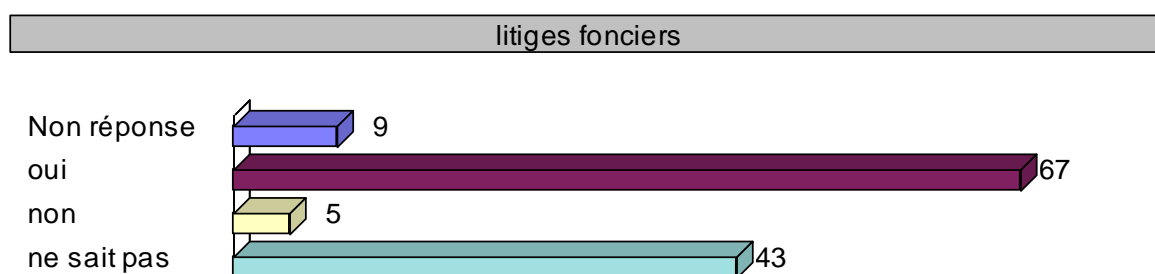 litiges fonciers
Non réponse 9
oui 67
non 5
ne sait pas 43